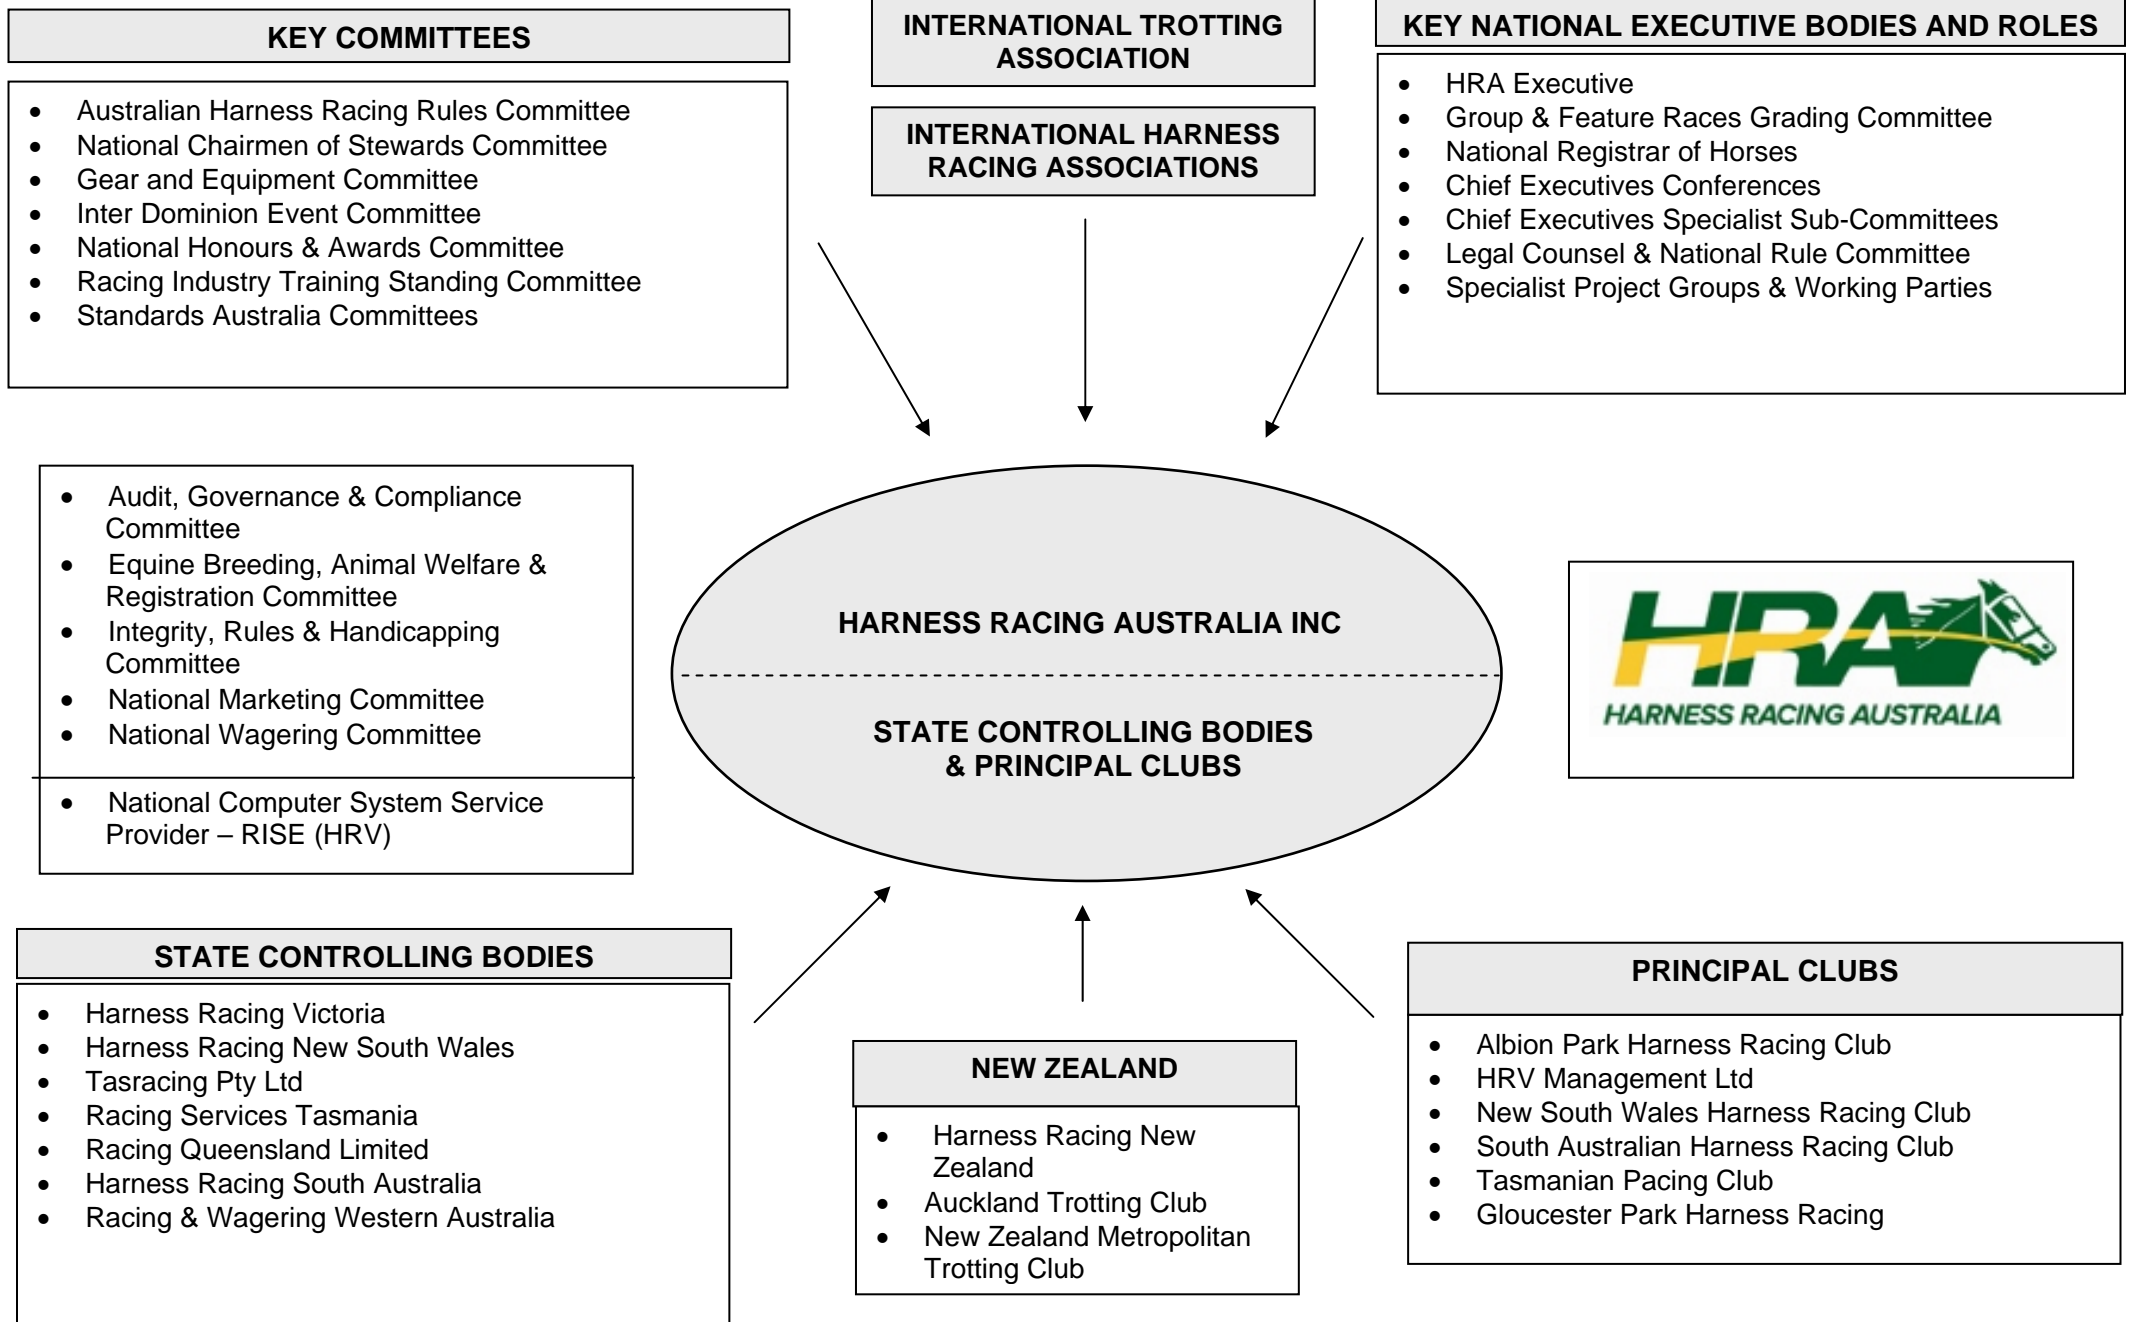 KEY COMMITTEES
• Australian Harness Racing Rules Committee
• National Chairmen of Stewards Committee
• Gear and Equipment Committee
• Inter Dominion Event Committee
• National Honours & Awards Committee
• Racing Industry Training Standing Committee
• Standards Australia Committees
INTERNATIONAL TROTTING
ASSOCIATION
INTERNATIONAL HARNESS
RACING ASSOCIATIONS
KEY NATIONAL EXECUTIVE BODIES AND ROLES
• HRA Executive
• Group & Feature Races Grading Committee
• National Registrar of Horses
• Chief Executives Conferences
• Chief Executives Specialist Sub-Committees
• Legal Counsel & National Rule Committee
• Specialist Project Groups & Working Parties
• Audit, Governance & Compliance
Committee
• Equine Breeding, Animal Welfare &
Registration Committee
• Integrity, Rules & Handicapping
Committee
• National Marketing Committee
• National Wagering Committee
• National Computer System Service
Provider – RISE (HRV)
HARNESS RACING AUSTRALIA INC
STATE CONTROLLING BODIES
& PRINCIPAL CLUBS
HRA
HARNESS RACING AUSTRALIA
STATE CONTROLLING BODIES
• Harness Racing Victoria
• Harness Racing New South Wales
• Tasracing Pty Ltd
• Racing Services Tasmania
• Racing Queensland Limited
• Harness Racing South Australia
• Racing & Wagering Western Australia
NEW ZEALAND
• Harness Racing New
Zealand
• Auckland Trotting Club
• New Zealand Metropolitan
Trotting Club
PRINCIPAL CLUBS
• Albion Park Harness Racing Club
• HRV Management Ltd
• New South Wales Harness Racing Club
• South Australian Harness Racing Club
• Tasmanian Pacing Club
• Gloucester Park Harness Racing